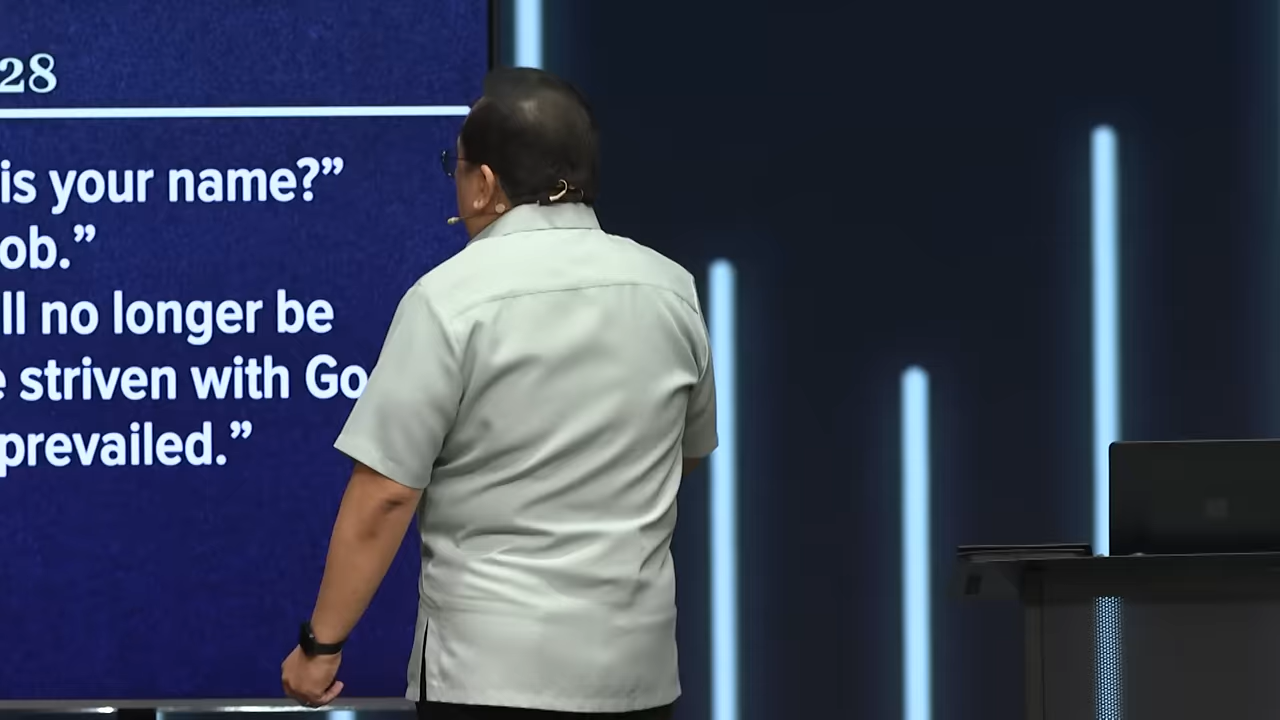 28
is your name?”
ob.”
ll no longer be
e striven with Go
prevailed.”